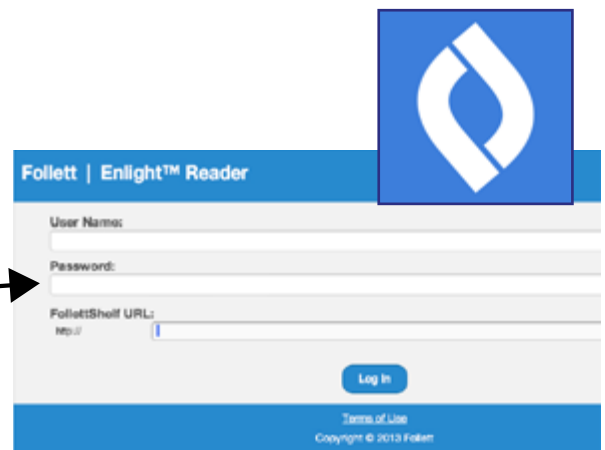 Follett | Enlight™ Reader
User Name:
Password:
FollettShelf URL:
http://
Log In
Terms of Use
Copyright © 2013 Follett